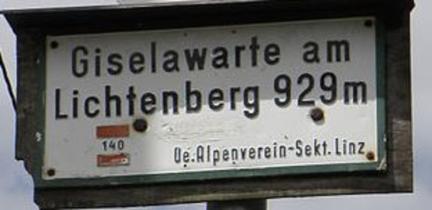 Giselawarte am
Lichtenberg 929m
140
Oe.Alpenverein-Sekt. Linz